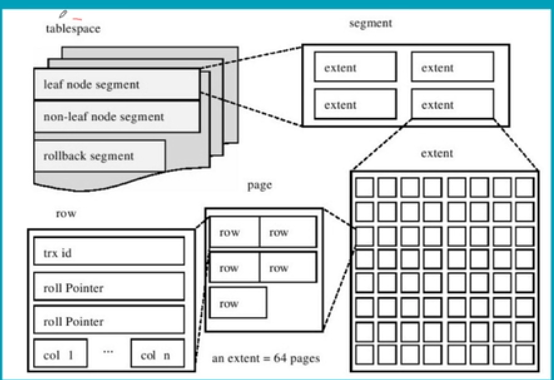 tablespace
leaf node segment
non-leaf node segment
rollback segment
segment
extent extent
extent extent
extent
page
row row
row row
row
an extent = 64 pages
row
trx id
roll Pointer
roll Pointer
col 1 ... col n